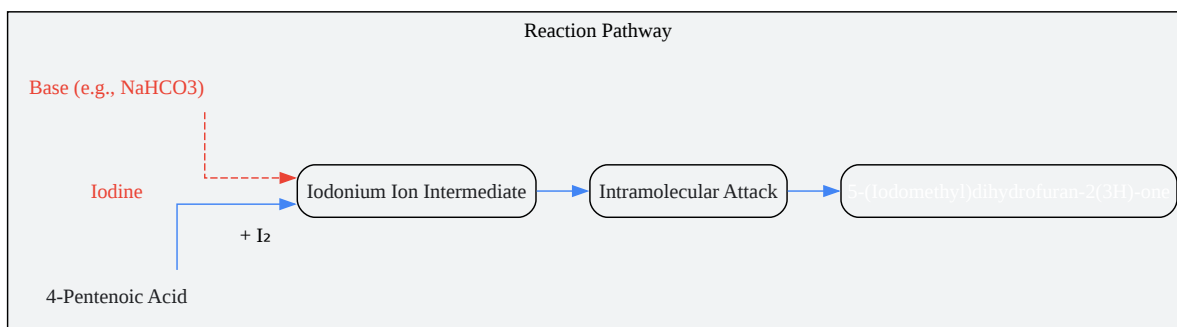 Reaction Pathway
Base (e.g., NaHCO3)
Iodine
Iodonium Ion Intermediate
Intramolecular Attack
5-(Iodomethyl)dihydrofuran-2(3H)-one
+ I₂
4-Pentenoic Acid